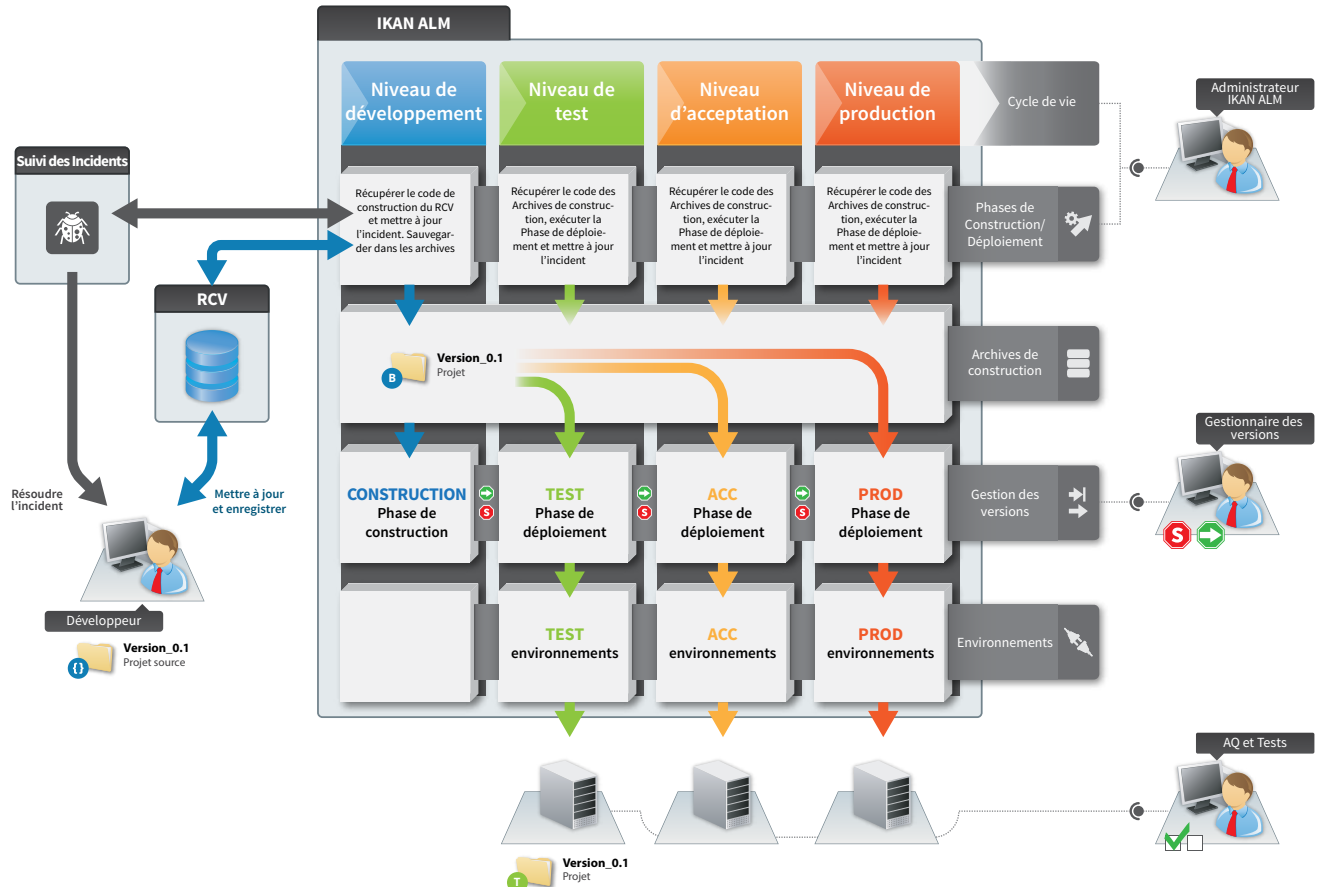 IKAN ALM
Niveau de
développement
Niveau de
test
Niveau
d'acceptation
Niveau de
production
Cycle de vie
Administrateur
IKAN ALM
Suivi des Incidents
Récupérer le code de
construction du RCV
et mettre à jour
l'incident. Sauvegar-
der dans les archives
Récupérer le code des
Archives de construc-
tion, exécuter la
Phase de déploie-
ment et mettre à jour
l'incident
Récupérer le code des
Archives de construc-
tion, exécuter la
Phase de déploie-
ment et mettre à jour
l'incident
Récupérer le code des
Archives de construc-
tion, exécuter la
Phase de déploie-
ment et mettre à jour
l'incident
Phases de
Construction/
Déploiement
RCV
Version_0.1
Projet
B
Archives de
construction
Gestionnaire des
versions
S
Résoudre
l'incident
Mettre à jour
et enregistrer
CONSTRUCTION
Phase de
construction
S
TEST
Phase de
déploiement
S
ACC
Phase de
déploiement
S
PROD
Phase de
déploiement
Gestion des
versions
Développeur
Version_0.1
Projet source
{}
TEST
environnements
ACC
environnements
PROD
environnements
Environnements
AQ et Tests
Version_0.1
Projet
T